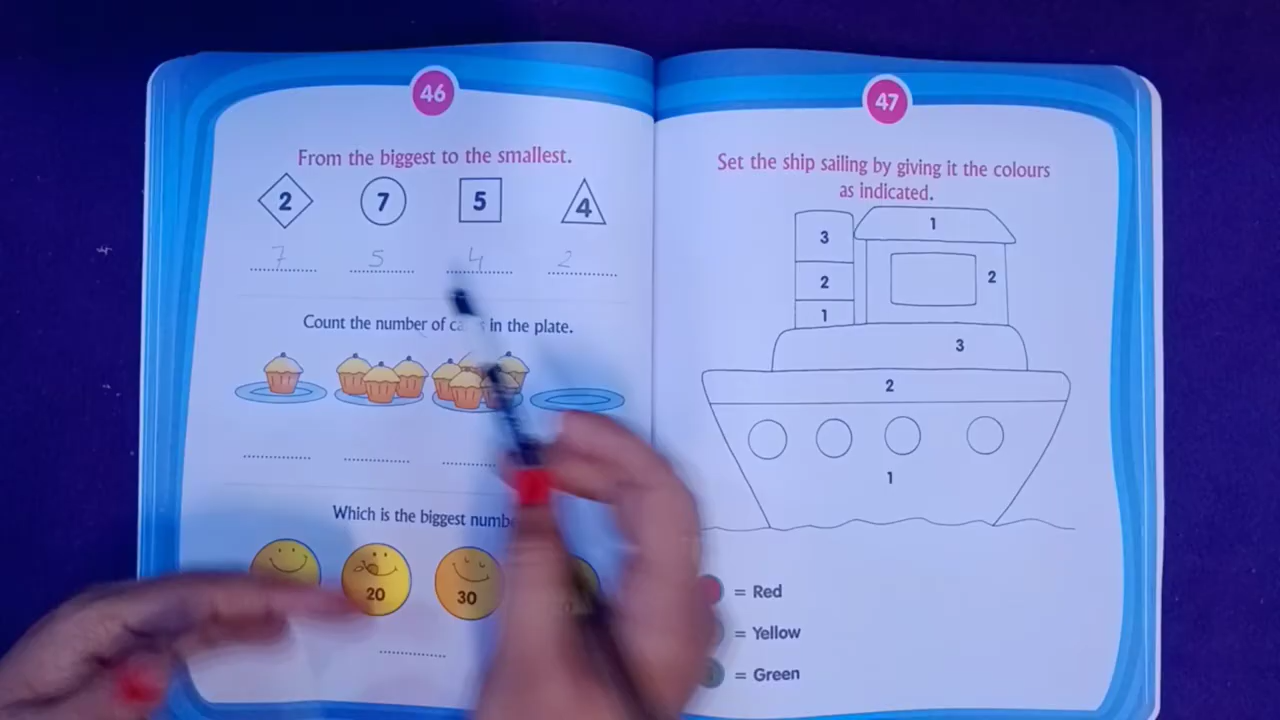 46
From the biggest to the smallest.
2 7 5 4
7 5 4 2
Count the number of in the plate.
Which is the biggest
20 30
47
Set the ship sailing by giving it the colours
as indicated.
1
3
2
2
1
3
2
1
= Red
= Yellow
= Green